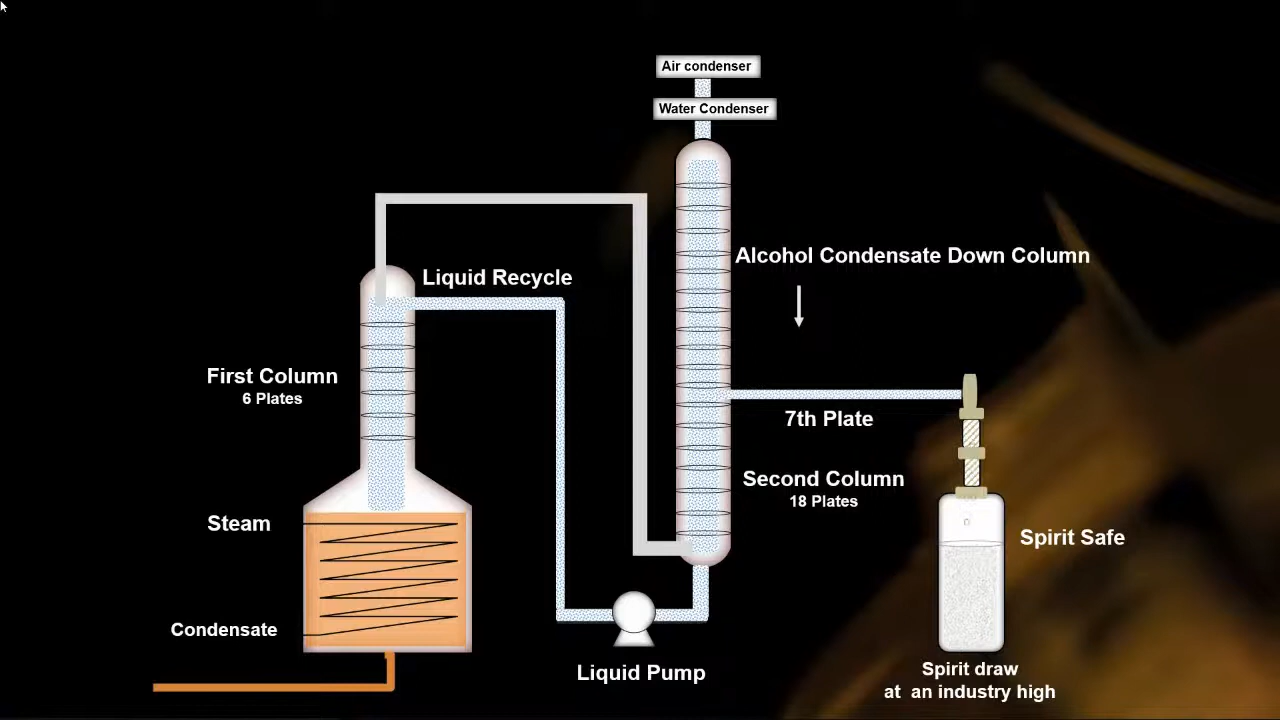 Air condenser
Water Condenser
Alcohol Condensate Down Column
Liquid Recycle
First Column
6 Plates
7th Plate
Second Column
18 Plates
Steam
Spirit Safe
Condensate
Liquid Pump
Spirit draw
at an industry high